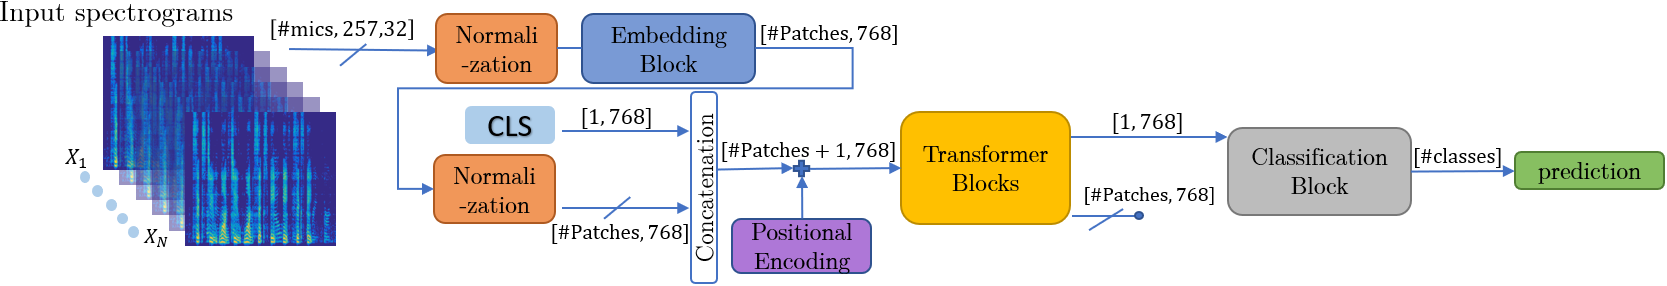 Input spectrograms
[#mics, 257,32]
Normali
-zation
Embedding
Block
[#Patches, 768]
X_1
X_N
CLS
[1, 768]
Normali
-zation
[#Patches, 768]
Concatenation
[#Patches + 1, 768]
Positional
Encoding
Transformer
Blocks
[1, 768]
[#Patches, 768]
Classification
Block
[#classes]
prediction